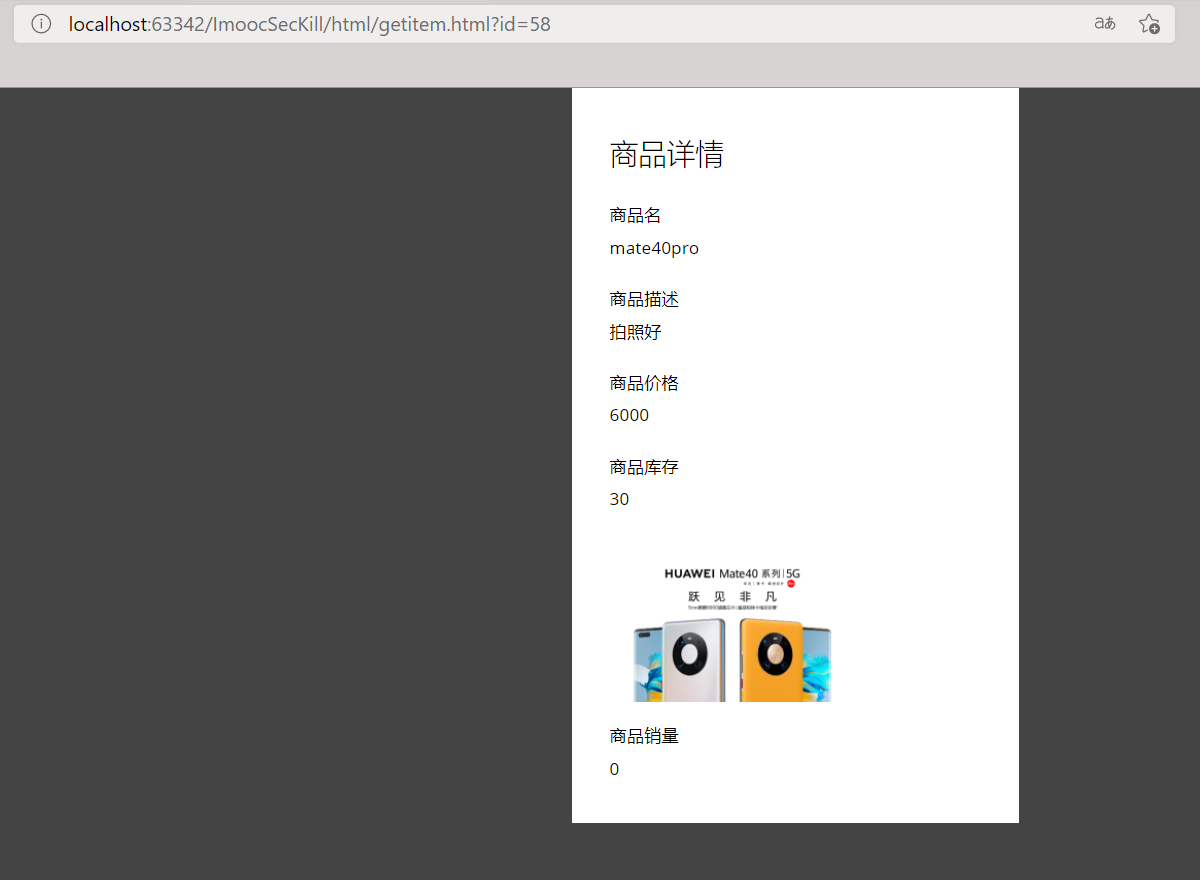 localhost:63342/ImoocSecKill/html/getitem.html?id=58
aあ
商品详情
商品名
mate40pro
商品描述
拍照好
商品价格
6000
商品库存
30
HUAWEI Mate40 系列|5G
跃 见 非 凡
商品销量
0